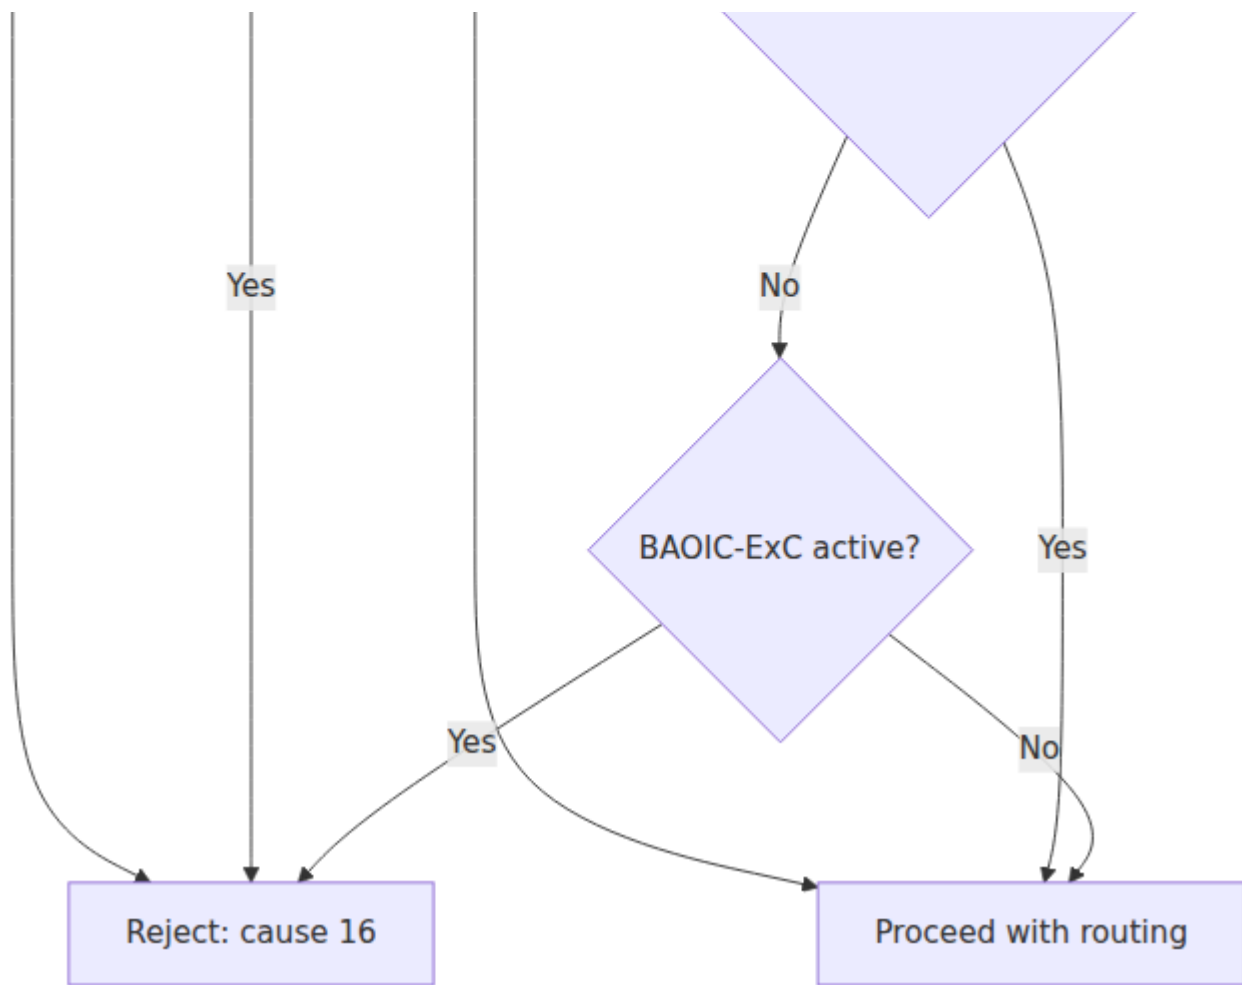 Yes
No
BAOIC-ExC active?
Yes
Yes
No
Reject: cause 16
Proceed with routing